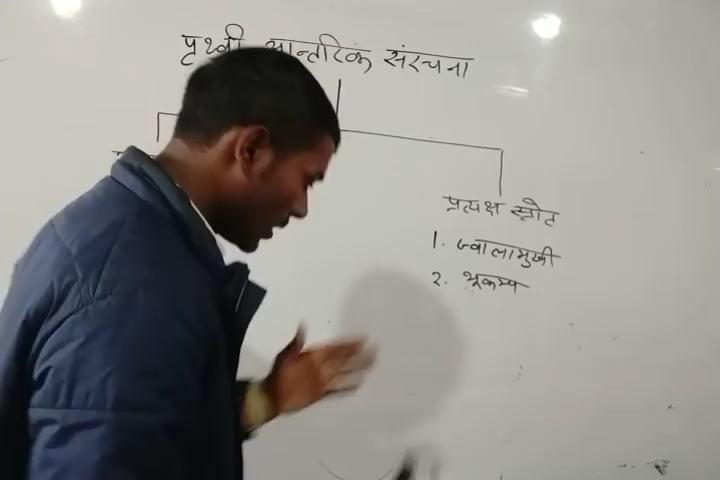 पृथ्वी आन्तरिक संरचना
प्रत्यक्ष स्त्रोट
1. ज्वालामुखी
2. भूकम्प